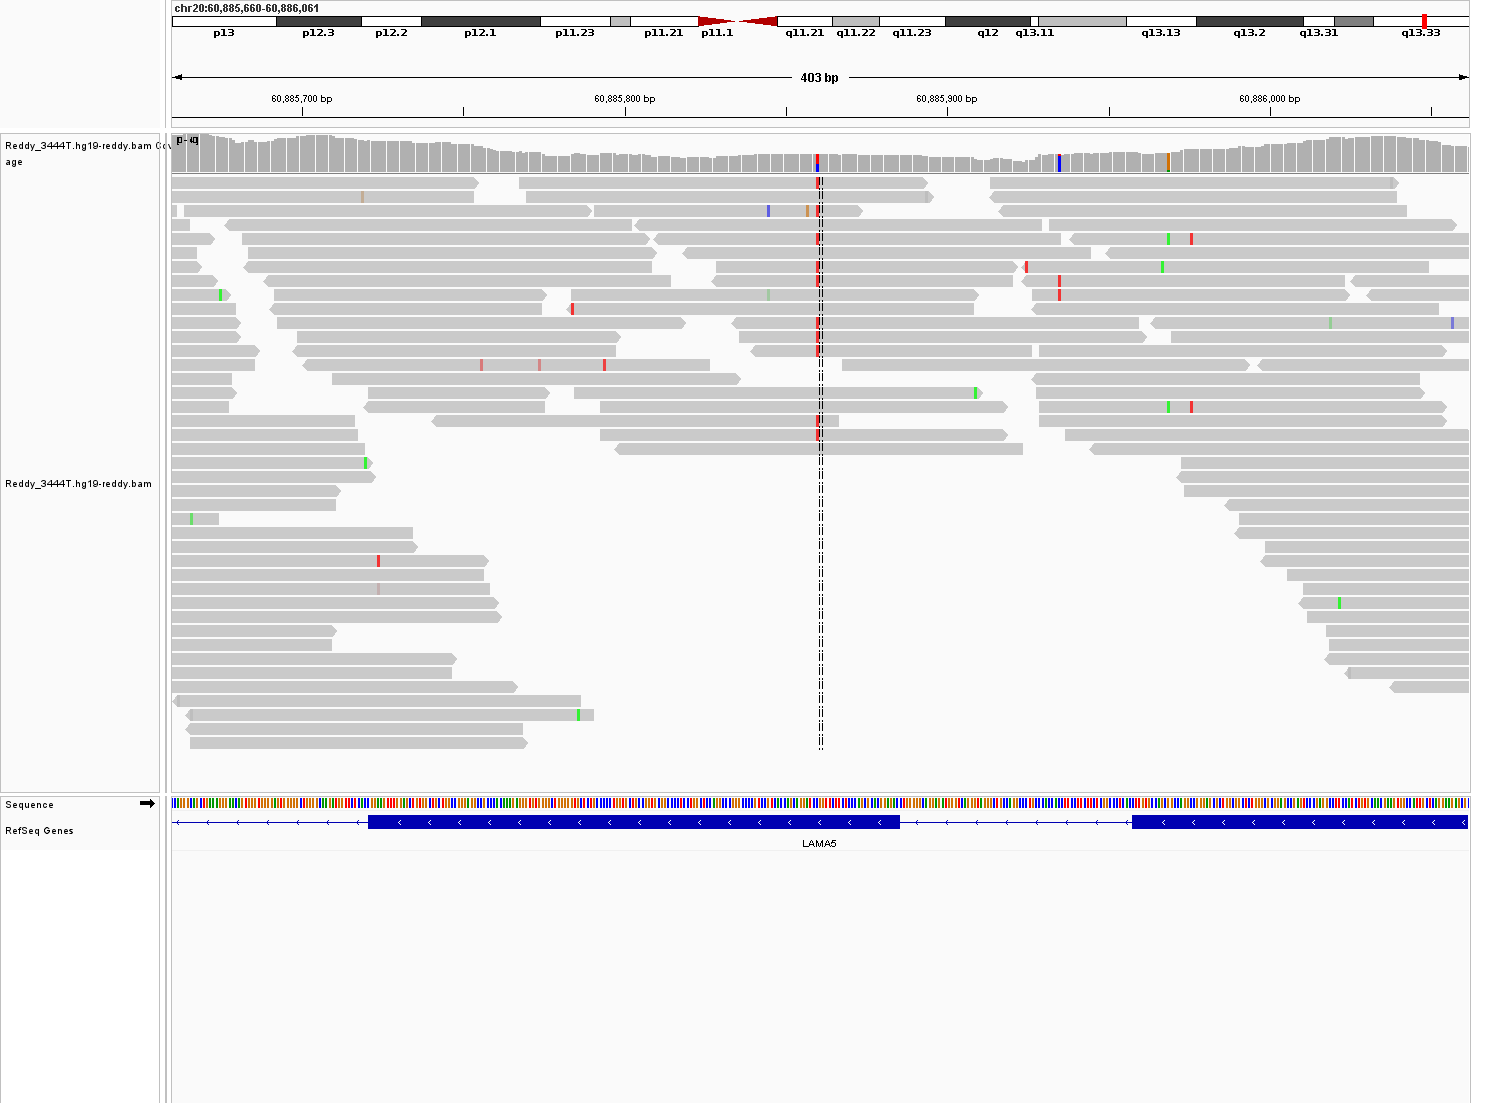 chr20:60,885,660-60,886,061
p13 p12.3 p12.2 p12.1 p11.23 p11.21 p11.1 q11.21 q11.22 q11.23 q12 q13.11 q13.13 q13.2 q13.31 q13.33
403 bp
60,885,700 bp 60,885,800 bp 60,885,900 bp 60,886,000 bp
Reddy_3444T.hg19-reddy.bam Cov
age
Reddy_3444T.hg19-reddy.bam
Sequence
RefSeq Genes
LAMA5